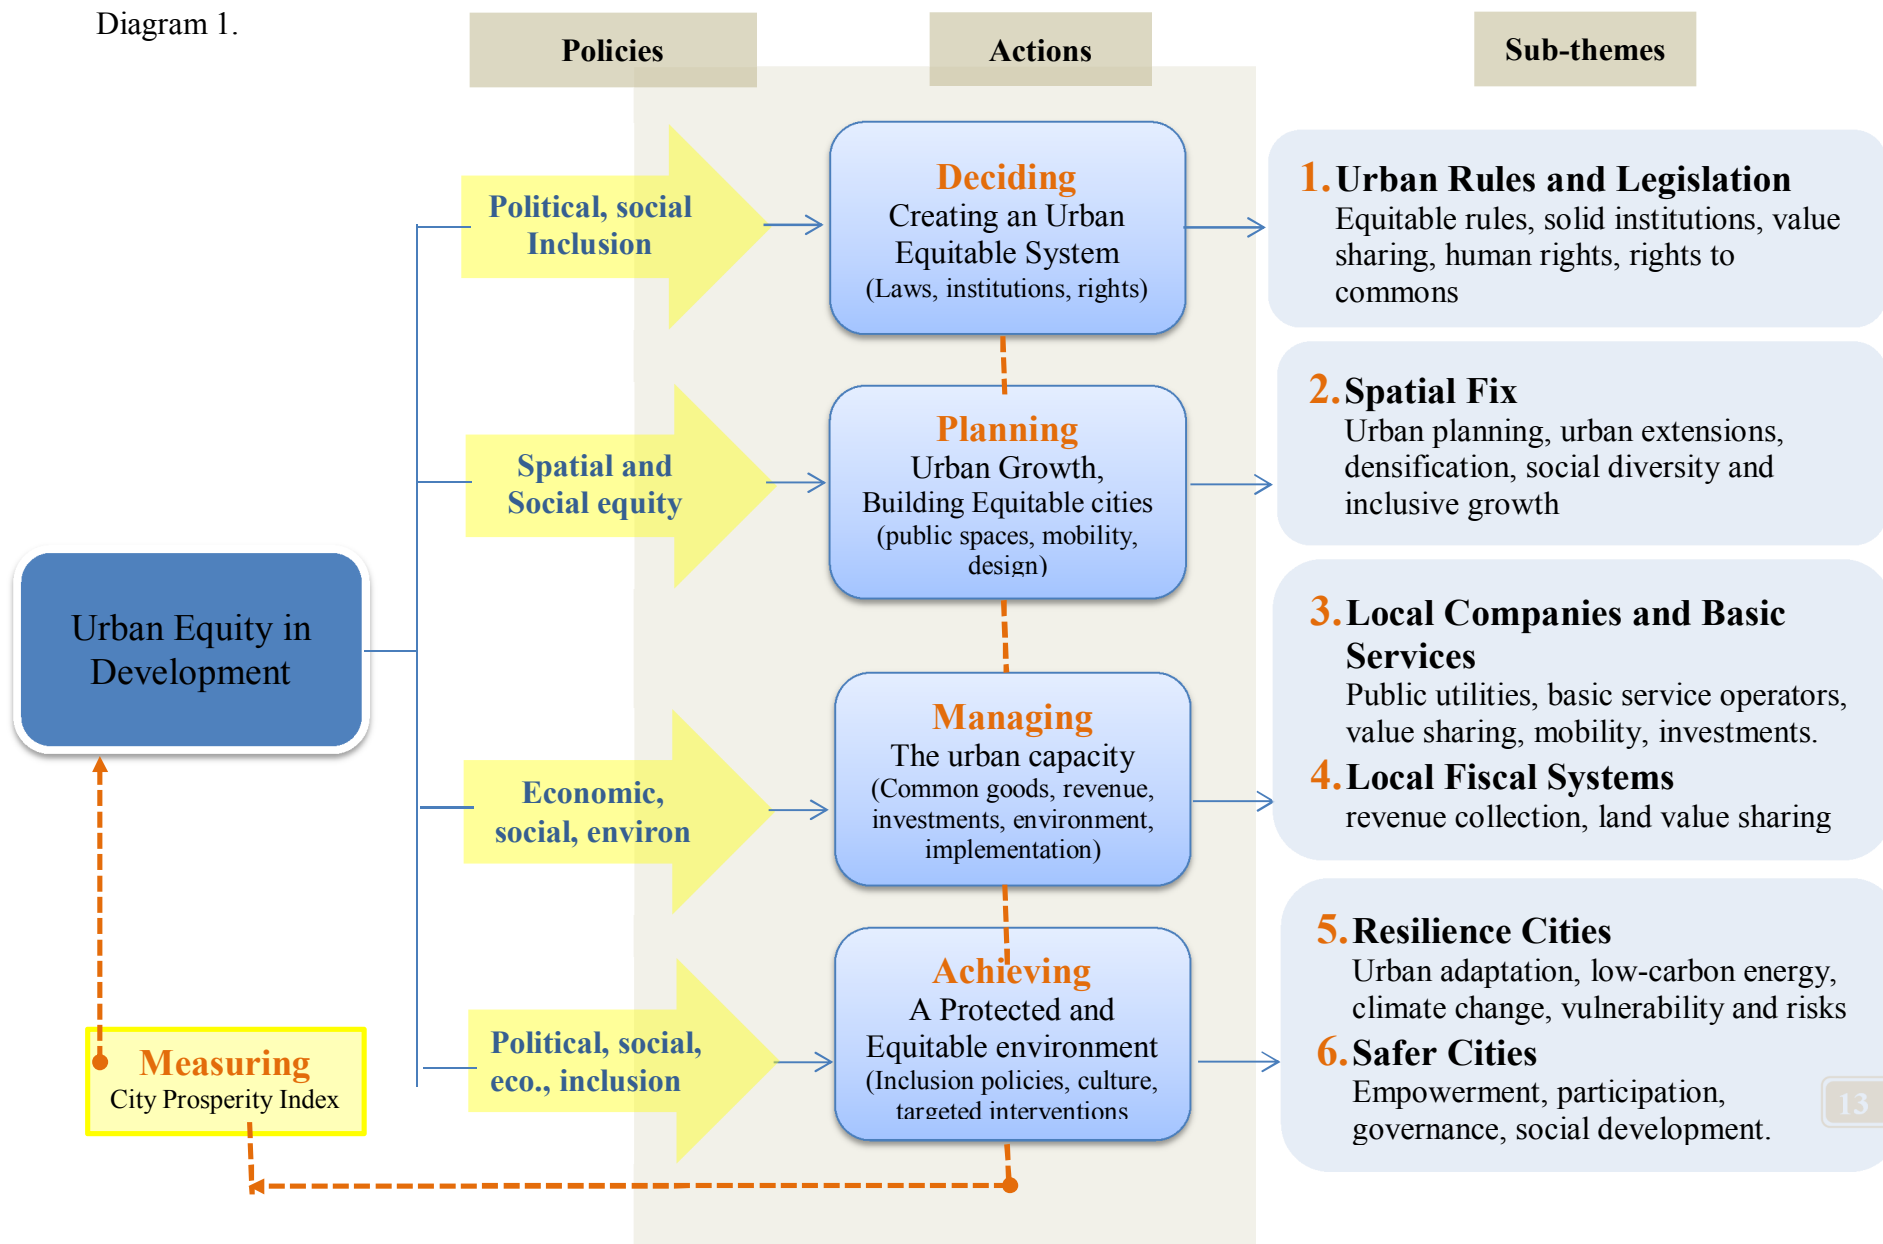 Diagram 1.
Policies
Actions
Sub-themes
Political, social
Inclusion
Deciding
Creating an Urban
Equitable System
(Laws, institutions, rights)
1. Urban Rules and Legislation
Equitable rules, solid institutions, value
sharing, human rights, rights to
commons
Spatial and
Social equity
Planning
Urban Growth,
Building Equitable cities
(public spaces, mobility,
design)
2. Spatial Fix
Urban planning, urban extensions,
densification, social diversity and
inclusive growth
Urban Equity in
Development
Economic,
social, environ
Managing
The urban capacity
(Common goods, revenue,
investments, environment,
implementation)
3. Local Companies and Basic
Services
Public utilities, basic service operators,
value sharing, mobility, investments.
4. Local Fiscal Systems
revenue collection, land value sharing
Political, social,
eco., inclusion
Achieving
A Protected and
Equitable environment
(Inclusion policies, culture,
targeted interventions
5. Resilience Cities
Urban adaptation, low-carbon energy,
climate change, vulnerability and risks
6. Safer Cities
Empowerment, participation,
governance, social development.
Measuring
City Prosperity Index
13